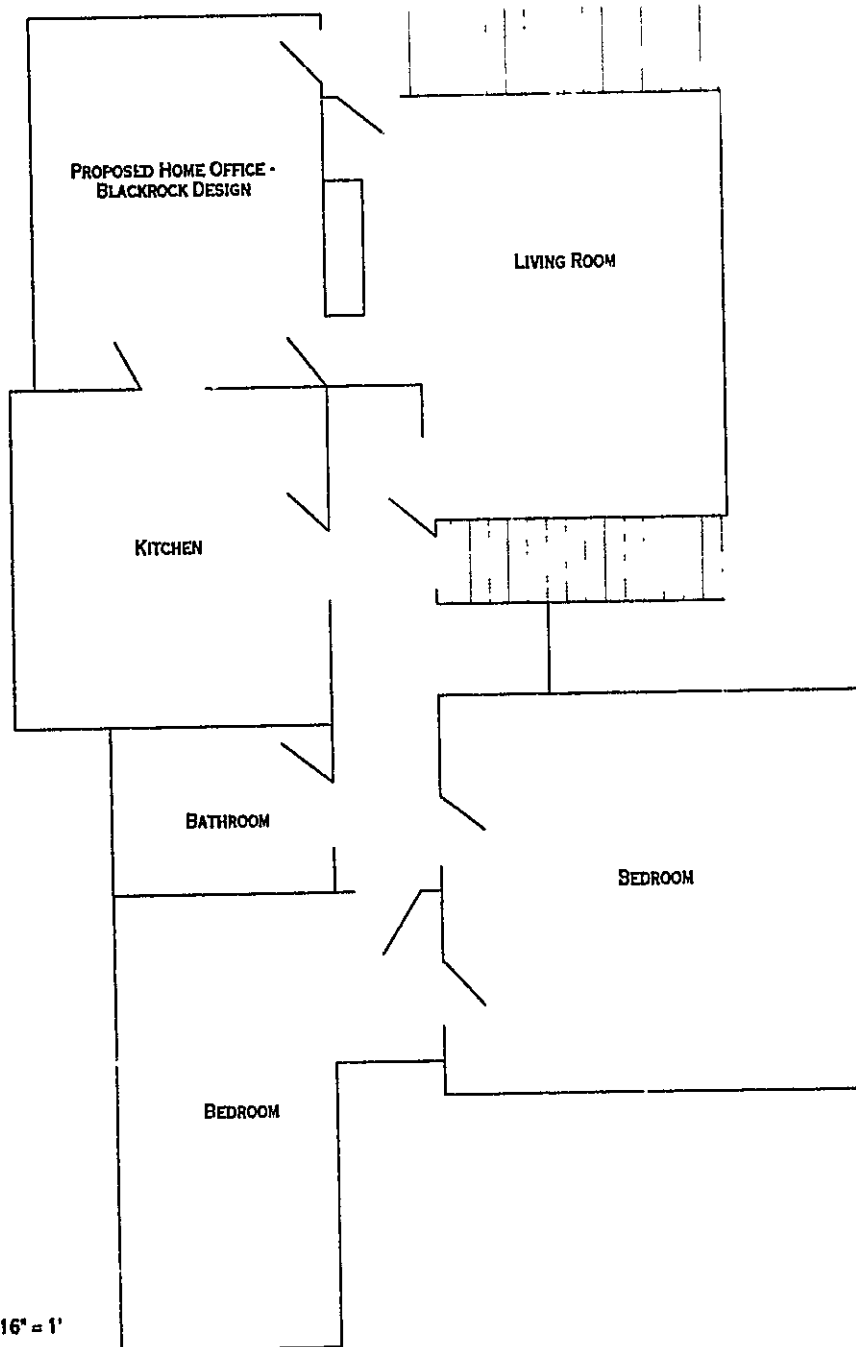 PROPOSED HOME OFFICE -
BLACKROCK DESIGN
LIVING ROOM
KITCHEN
BATHROOM
BEDROOM
BEDROOM
16" = 1'